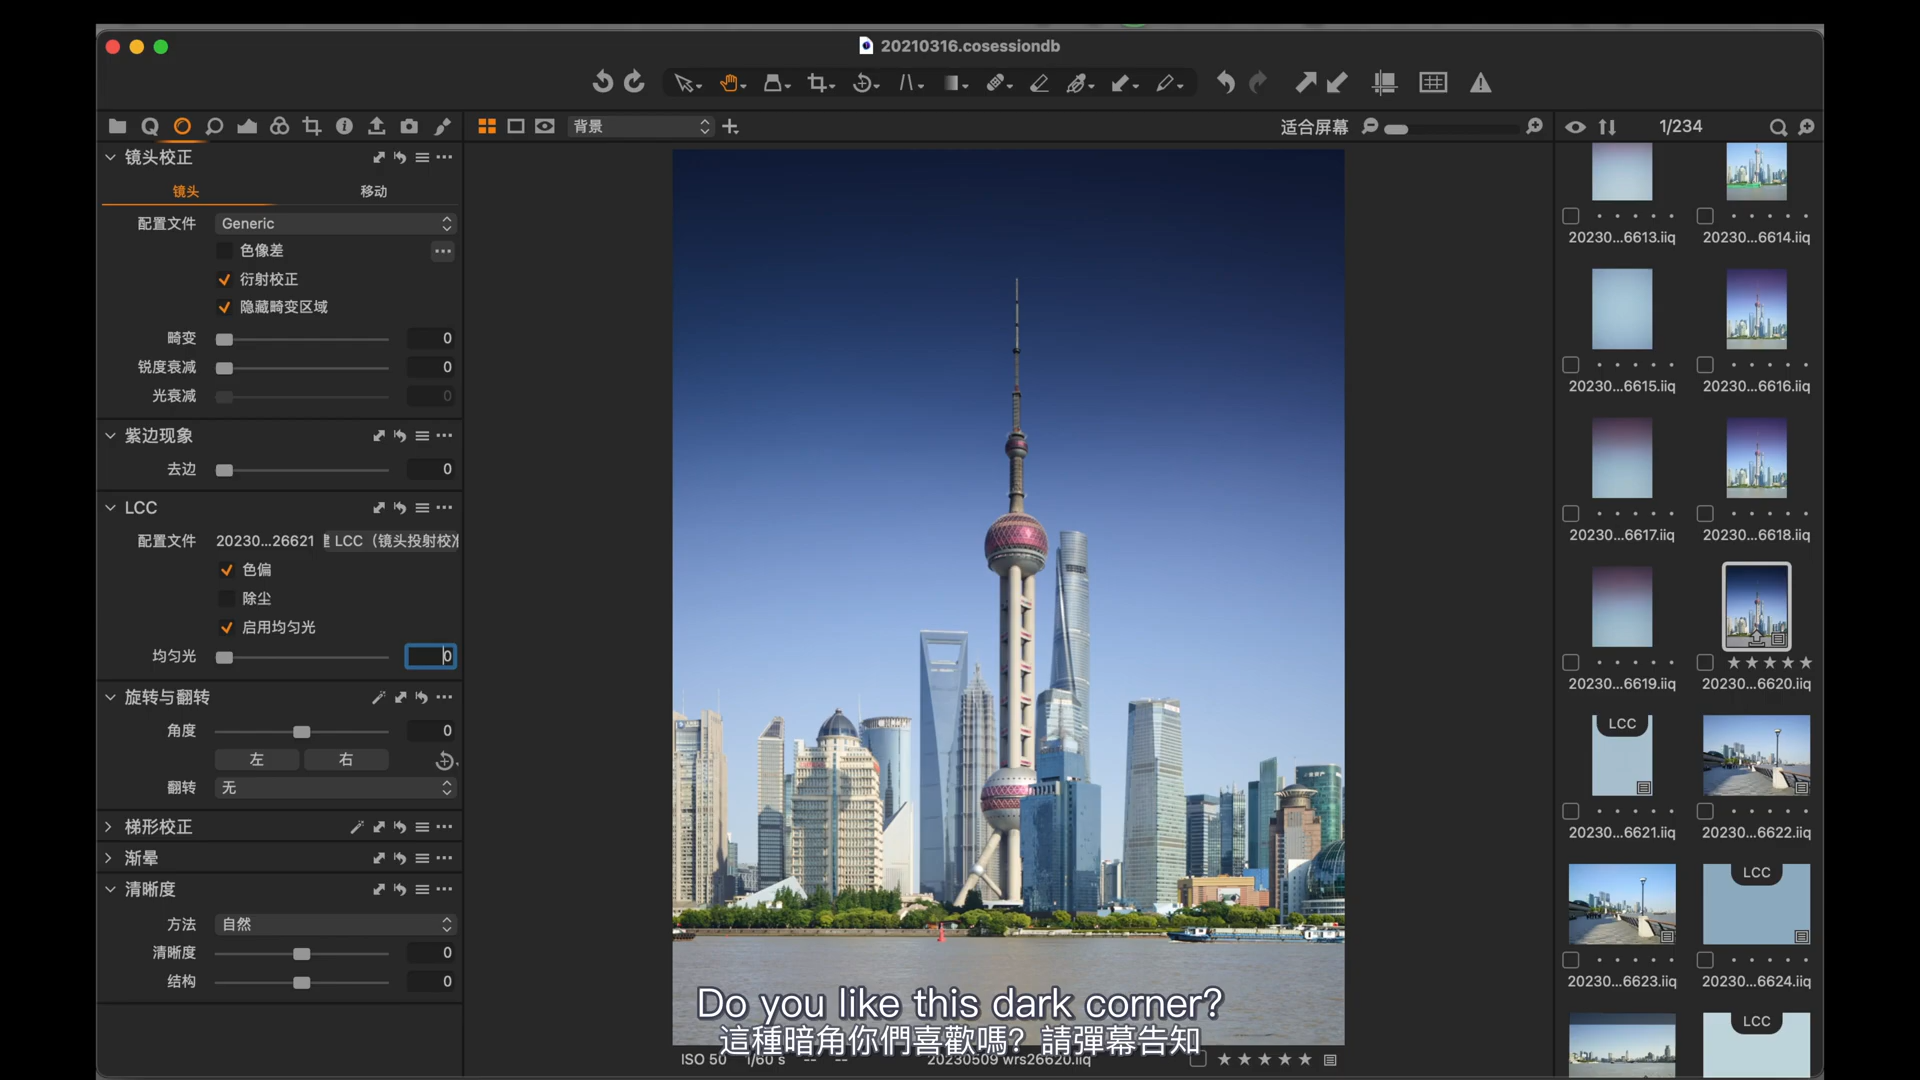 20210316.cosessiondb
背景
适合屏幕
1/234
镜头校正
镜头
移动
配置文件
Generic
色像差
衍射校正
隐藏畸变区域
畸变
0
锐度衰减
0
光衰减
0
紫边现象
去边
0
LCC
配置文件
20230...26621
LCC（镜头投射校准
色偏
除尘
启用均匀光
均匀光
0
旋转与翻转
角度
0
左
右
翻转
无
梯形校正
渐晕
清晰度
方法
自然
清晰度
0
结构
0
Do you like this dark corner?
這種暗角你們喜歡嗎？請彈幕告知
ISO 50
1/60 s
-- --
20230509 wrs26620.iiq
20230...6613.iiq
20230...6614.iiq
20230...6615.iiq
20230...6616.iiq
20230...6617.iiq
20230...6618.iiq
20230...6619.iiq
20230...6620.iiq
LCC
20230...6621.iiq
20230...6622.iiq
LCC
20230...6623.iiq
20230...6624.iiq
LCC